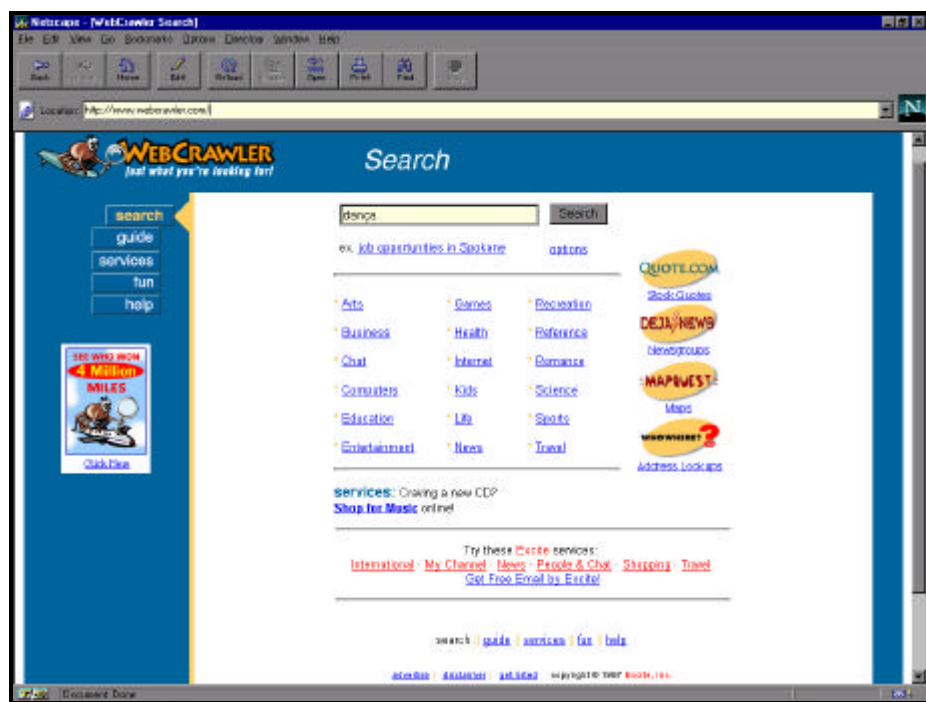 Netscape - [WebCrawler Search]
File Edit View Go Bookmarks Options Directory Window Help
Back Home Edit Reload Open Print Find
Location: http://www.webcrawler.com/
N
WEBCRAWLER
Just what you're looking for!
Search
search
guide
services
fun
help
dança
Search
ex. job opportunities in Spokane
options
Arts Games Recreation
Business Health Reference
Chat Internet Romance
Computers Kids Science
Education Life Sports
Entertainment News Travel
QUOTE.COM
Stock Quotes
DEJA NEWS
Newsgroups
MAPQUEST
Maps
WHOWHERE?
Address Lookups
SEE WHO WON
4 Million
MILES
Click Here
services: Craving a new CD?
Shop for Music online!
Try these Excite services:
International - My Channel - News - People & Chat - Shopping - Travel
Get Free Email by Excite!
search | guide | services | fun | help
copyright © 1997 Excite, Inc.
Document Done